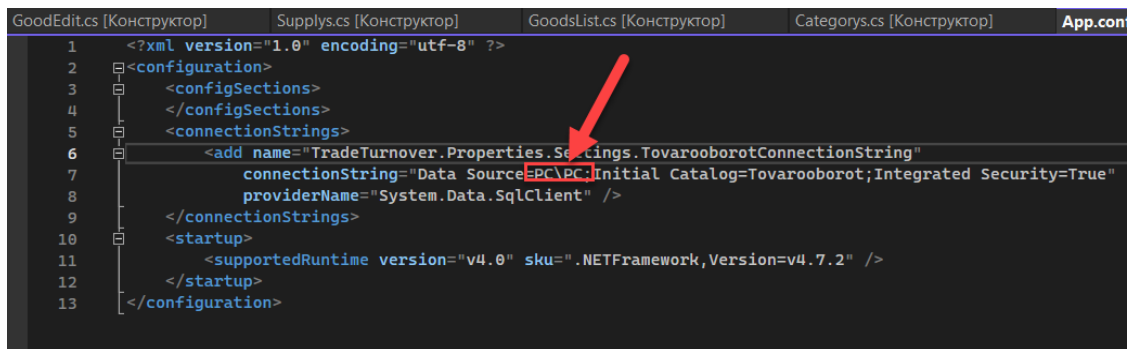 GoodEdit.cs [Конструктор] Supplys.cs [Конструктор] GoodsList.cs [Конструктор] Categorys.cs [Конструктор] App.con
1 <?xml version="1.0" encoding="utf-8" ?>
2 <configuration>
3 <configSections>
4 </configSections>
5 <connectionStrings>
6 <add name="TradeTurnover.Properties.Settings.TovarooborotConnectionString"
7 connectionString="Data Source=PC\PC;Initial Catalog=Tovarooborot;Integrated Security=True"
8 providerName="System.Data.SqlClient" />
9 </connectionStrings>
10 <startup>
11 <supportedRuntime version="v4.0" sku=".NETFramework,Version=v4.7.2" />
12 </startup>
13 </configuration>